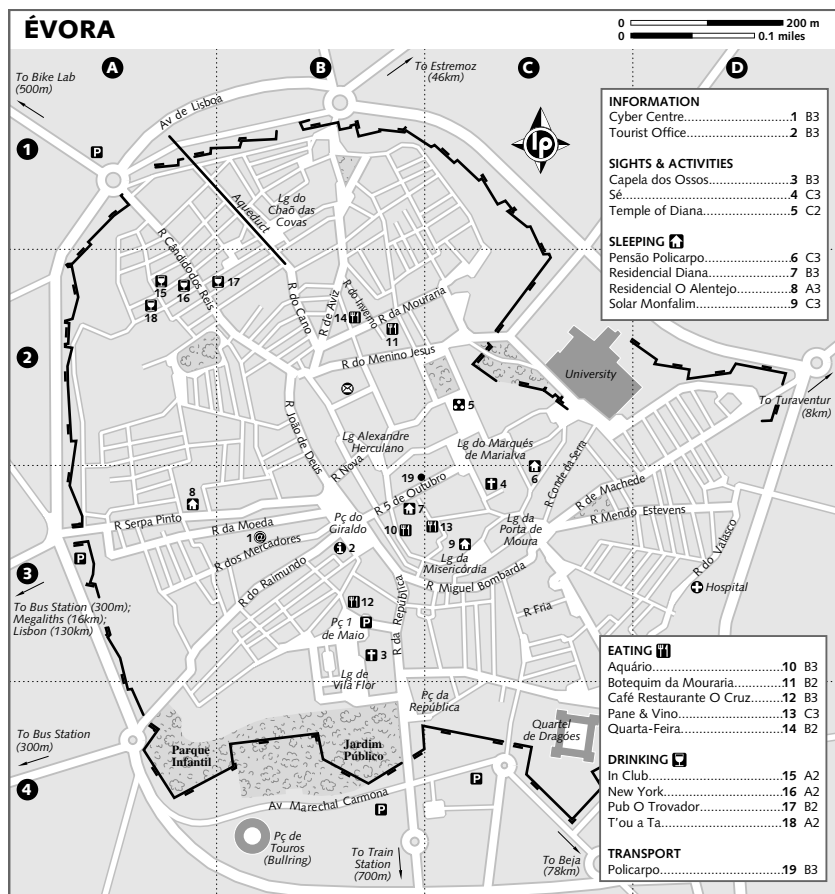 ÉVORA
0 200 m
0 0.1 miles
A
B
C
D
1
2
3
4
To Bike Lab
(500m)
Av de Lisboa
To Estremoz
(46km)
lp
P
Aqueduct
Lg do
Chaõ das
Covas
R Cândidodos Reis
15
16
17
18
R do Cano
R de Aviz
R do Inverno
14
R da Mouraria
11
R do Menino Jesus
University
To Turaventur
(8km)
5
R João de Deus
Lg Alexandre
Herculano
R Nova
Lg do Marqués
de Marialva
R Conde da Serra
6
4
19
R 5 de Outubro
8
7
R Serpa Pinto
R da Moeda
1 @
R dos Mercadores
Pç do
Giraldo
i 2
10
13
9
Lg da
Misericórdia
Lg da
Porta de
Moura
R de Machede
R Mendo Estevens
R do Valasco
P
R do Raimundo
R Miguel Bombarda
Hospital
To Bus Station (300m);
Megaliths (16km);
Lisbon (130km)
12
Pç 1
de Maio
P
R da República
R Fria
3
Lg de
Vila Flor
Pç da
República
Quartel
de Dragões
To Bus Station
(300m)
Parque
Infantil
Jardim
Público
P
Av Marechal Carmona
P
Pç de
Touros
(Bullring)
To Train
Station
(700m)
To Beja
(78km)
INFORMATION
Cyber Centre.....................1 B3
Tourist Office....................2 B3
SIGHTS & ACTIVITIES
Capela dos Ossos..............3 B3
Sé....................................4 C3
Temple of Diana................5 C2
SLEEPING
Pensão Policarpo...............6 C3
Residencial Diana..............7 B3
Residencial O Alentejo.......8 A3
Solar Monfalim..................9 C3
EATING
Aquário..........................10 B3
Botequim da Mouraria......11 B2
Café Restaurante O Cruz...12 B3
Pane & Vino....................13 C3
Quarta-Feira...................14 B2
DRINKING
In Club...........................15 A2
New York.......................16 A2
Pub O Trovador...............17 B2
T'ou a Ta.......................18 A2
TRANSPORT
Policarpo........................19 B3